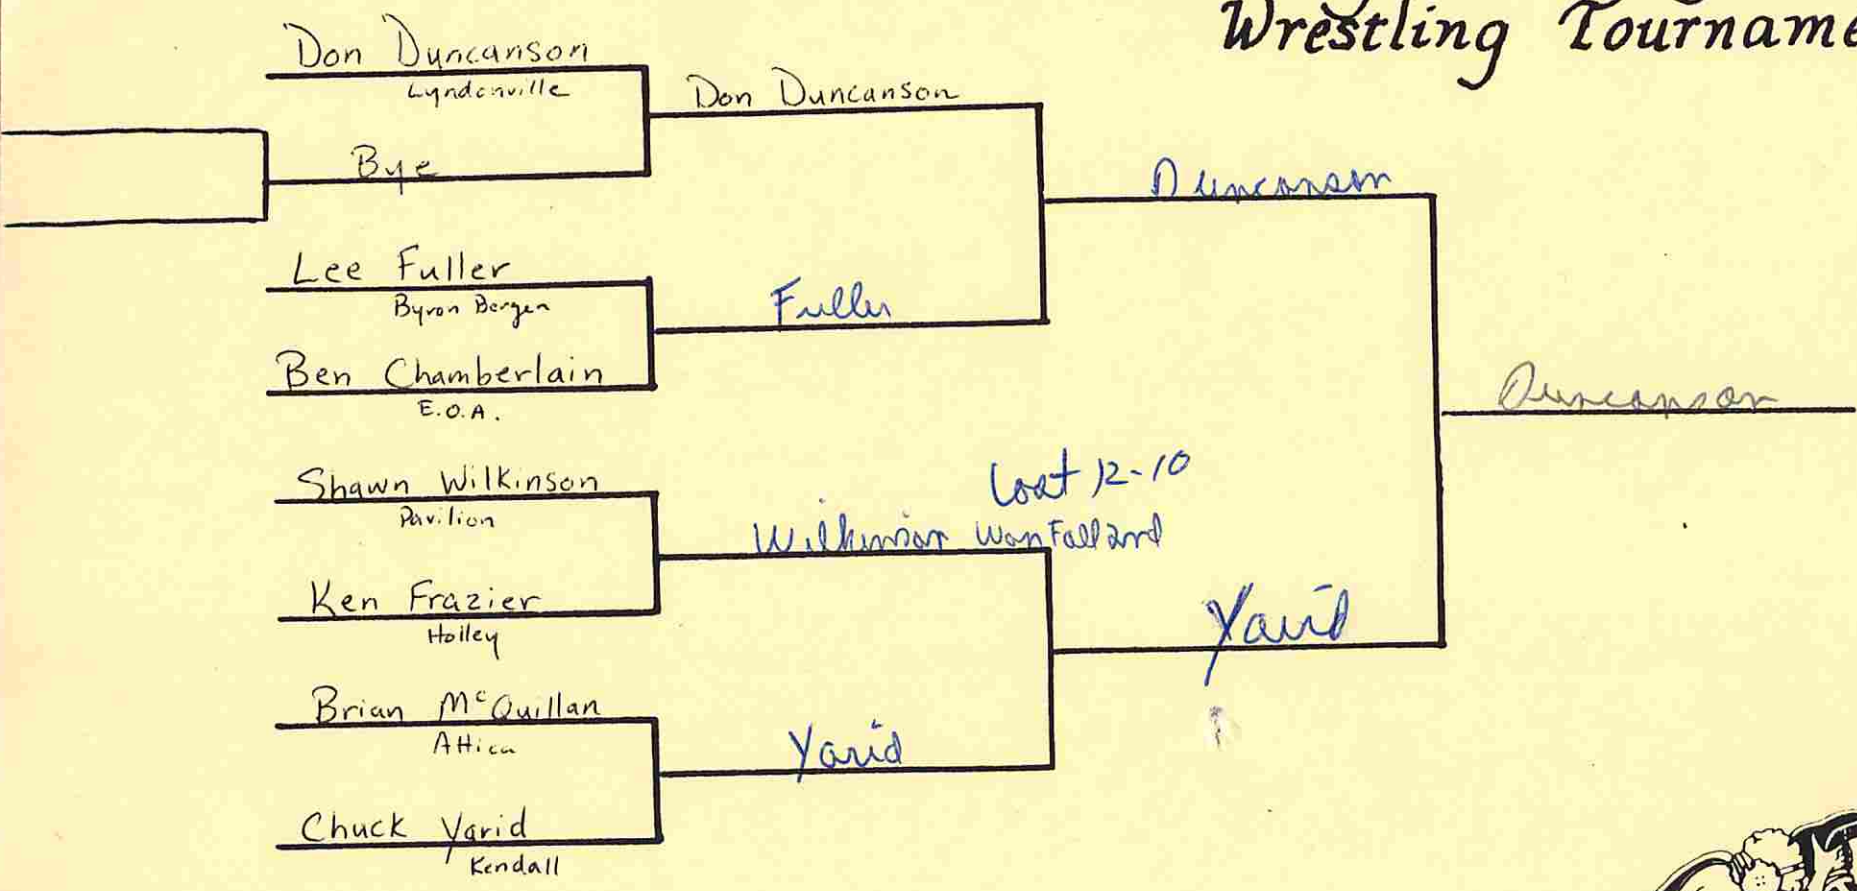 Wrestling Tourname
Don Duncanson
Lyndonville
Don Duncanson
Bye
Duncanson
Lee Fuller
Byron Bergen
Fuller
Ben Chamberlain
E.O.A.
Duncanson
Shawn Wilkinson
Pavilion
Lost 12-10
Wilkinson Won Fall 2nd
Ken Frazier
Holley
Yarid
Brian McQuillan
Attica
Yarid
Chuck Yarid
Kendall